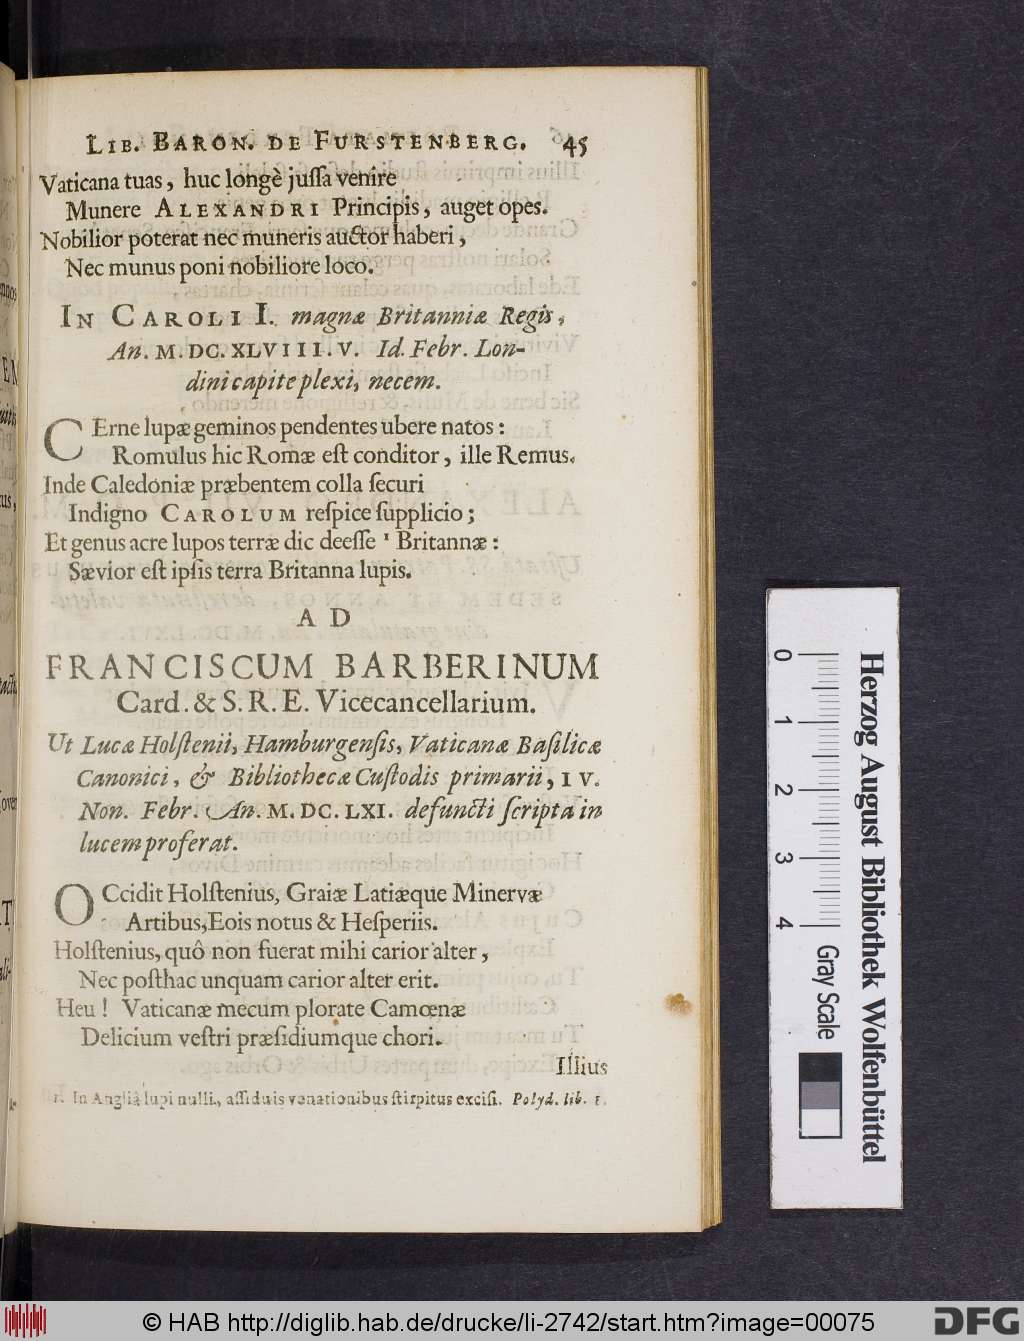 LIB. BARON. DE FURSTENBERG. 45
Vaticana tuas, huc longè jussa venire
Munere ALEXANDRI Principis, auget opes.
Nobilior poterat nec muneris auctor haberi,
Nec munus poni nobiliore loco.
IN CAROLI I. magnæ Britanniæ Regis,
An. M. DC. XLVIII. V. Id. Febr. Lon-
dini capite plexi, necem.
CErne lupæ geminos pendentes ubere natos:
Romulus hic Romæ est conditor, ille Remus.
Inde Caledoniæ præbentem colla securi
Indigno CAROLUM respice supplicio;
Et genus acre lupos terræ dic deesse ¹ Britannæ:
Sævior est ipsis terra Britanna lupis.
AD
FRANCISCUM BARBERINUM
Card. & S. R. E. Vicecancellarium.
Ut Lucæ Holstenii, Hamburgensis, Vaticanæ Basilicæ
Canonici, & Bibliothecæ Custodis primarii, IV.
Non. Febr. An. M. DC. LXI. defuncti scripta in
lucem proferat.
OCcidit Holstenius, Graiæ Latiæque Minervæ
Artibus, Eois notus & Hesperiis.
Holstenius, quô non fuerat mihi carior alter,
Nec posthac unquam carior alter erit.
Heu! Vaticanæ mecum plorate Camœnæ
Delicium vestri præsidiumque chori.
Illius
1. In Angliâ lupi nulli, assiduis venationibus stirpitus excisi. Polyd. lib. 1.
0 1 2 3 4
Herzog August Bibliothek Wolfenbüttel
Gray Scale
© HAB http://diglib.hab.de/drucke/li-2742/start.htm?image=00075
DFG